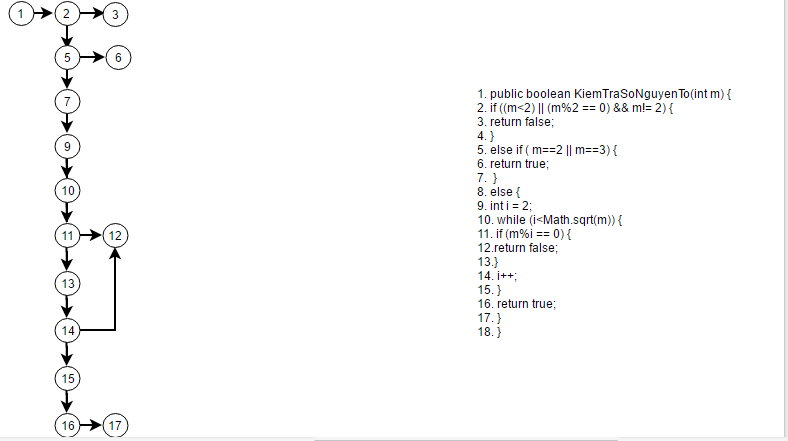 1
2
3
5
6
7
9
10
11
12
13
14
15
16
17
1. public boolean KiemTraSoNguyenTo(int m) {
2. if ((m<2) || (m%2 == 0) && m!= 2) {
3. return false;
4. }
5. else if ( m==2 || m==3) {
6. return true;
7. }
8. else {
9. int i = 2;
10. while (i<Math.sqrt(m)) {
11. if (m%i == 0) {
12.return false;
13.}
14. i++;
15. }
16. return true;
17. }
18. }